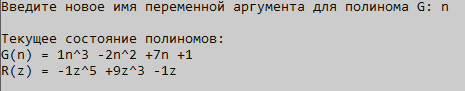 Введите новое имя переменной аргумента для полинома G: n
Текущее состояние полиномов:
G(n) = 1n^3 -2n^2 +7n +1
R(z) = -1z^5 +9z^3 -1z